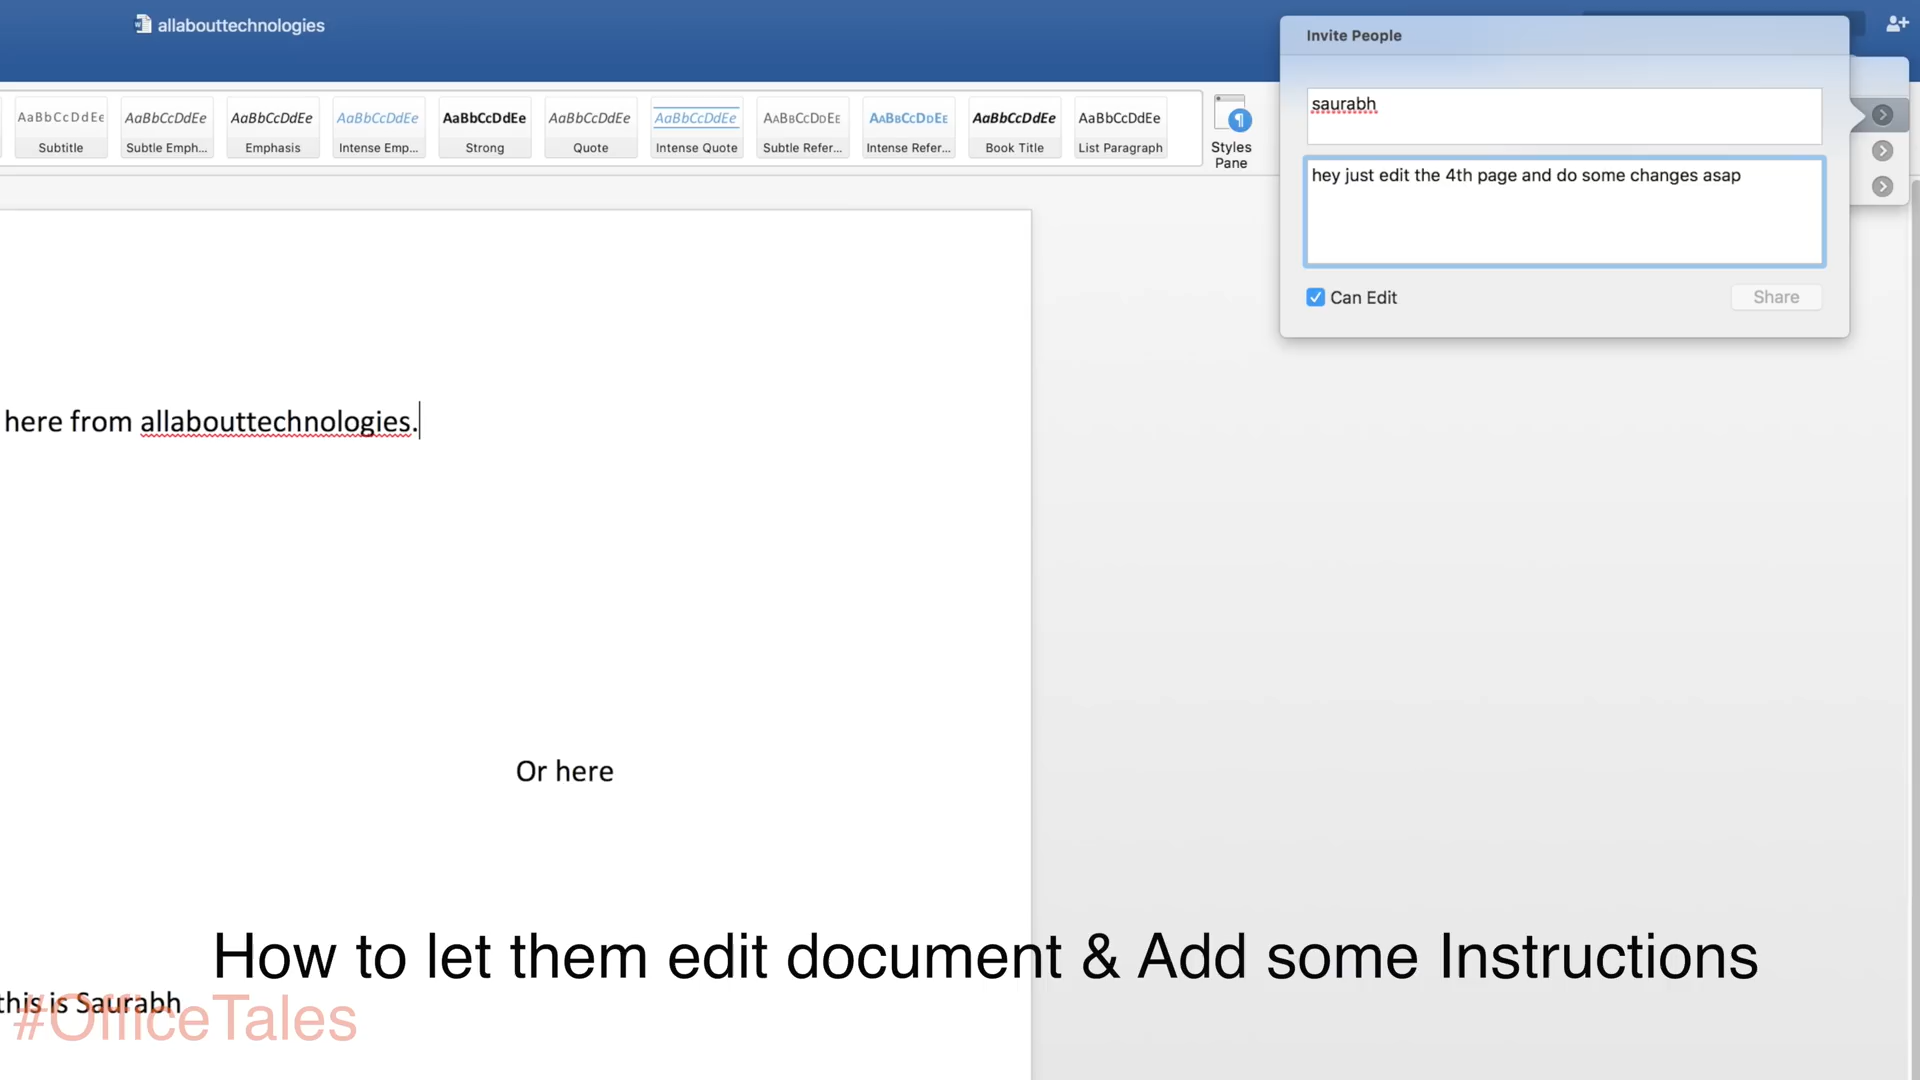 allabouttechnologies
Invite People
saurabh
hey just edit the 4th page and do some changes asap
Can Edit
Share
AaBbCcDdEe AaBbCcDdEe AaBbCcDdEe AaBbCcDdEe AaBbCcDdEe AaBbCcDdEe AaBbCcDdEe AaBbCcDdEe AaBbCcDdEe AaBbCcDdEe AaBbCcDdEe
Subtitle Subtle Emph... Emphasis Intense Emp... Strong Quote Intense Quote Subtle Refer... Intense Refer... Book Title List Paragraph
Styles
Pane
here from allabouttechnologies.
Or here
How to let them edit document & Add some Instructions
this is Saurabh
#OfficeTales